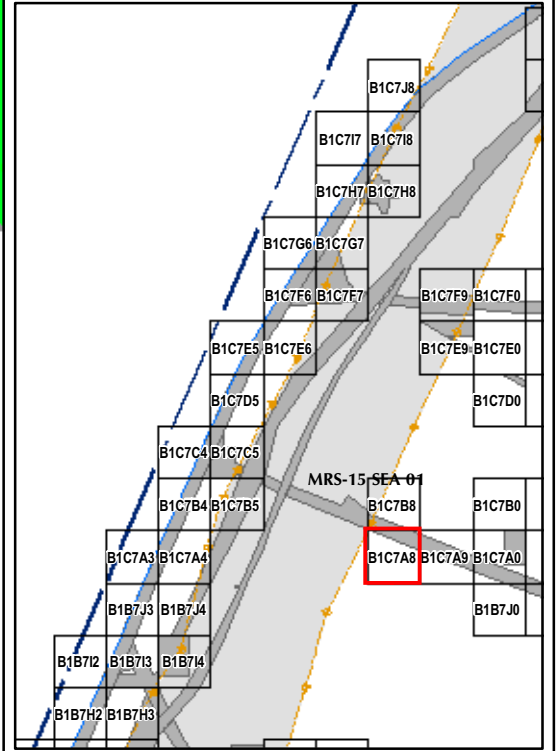 B1C7J8
B1C7I7 B1C7I8
B1C7H7 B1C7H8
B1C7G6 B1C7G7
B1C7F6 B1C7F7 B1C7F9 B1C7F0
B1C7E5 B1C7E6 B1C7E9 B1C7E0
B1C7D5 B1C7D0
B1C7C4 B1C7C5
MRS-15 SEA 01
B1C7B4 B1C7B5 B1C7B8 B1C7B0
B1C7A3 B1C7A4 B1C7A8 B1C7A9 B1C7A0
B1B7J3 B1B7J4 B1B7J0
B1B7I2 B1B7I3 B1B7I4
B1B7H2 B1B7H3